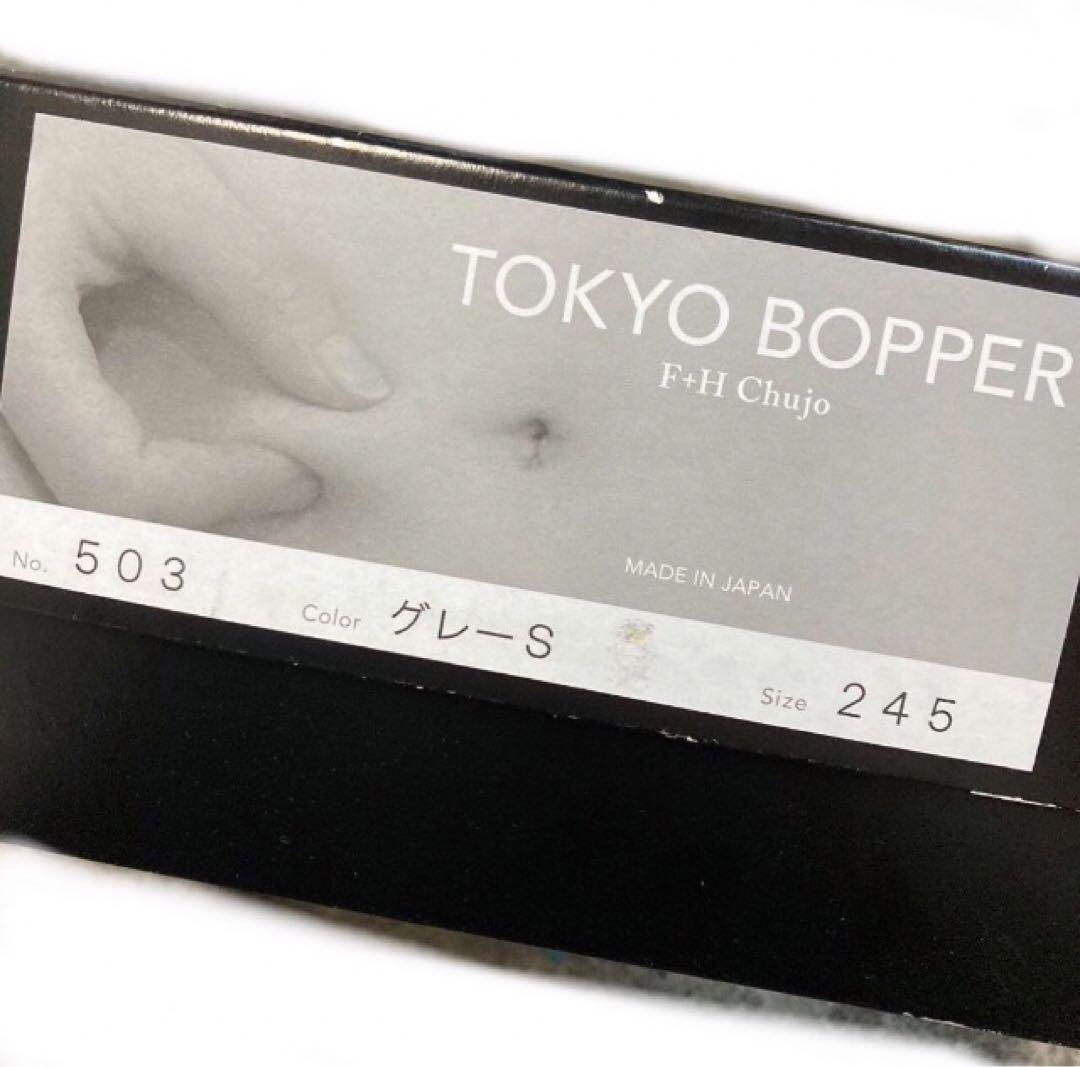 TOKYO BOPPER
F+H Chujo
MADE IN JAPAN
No. 503
Color グレーS
Size 245